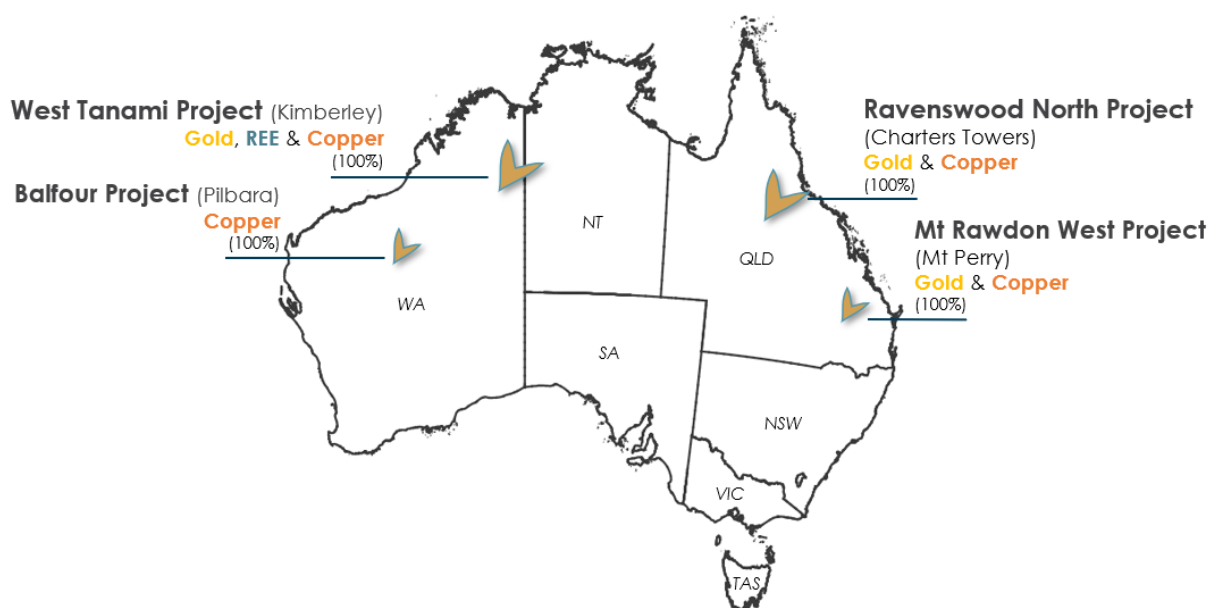 West Tanami Project (Kimberley)
Gold, REE & Copper
(100%)
Balfour Project (Pilbara)
Copper
(100%)
Ravenswood North Project
(Charters Towers)
Gold & Copper
(100%)
Mt Rawdon West Project
(Mt Perry)
Gold & Copper
(100%)
NT
QLD
WA
SA
NSW
VIC
TAS